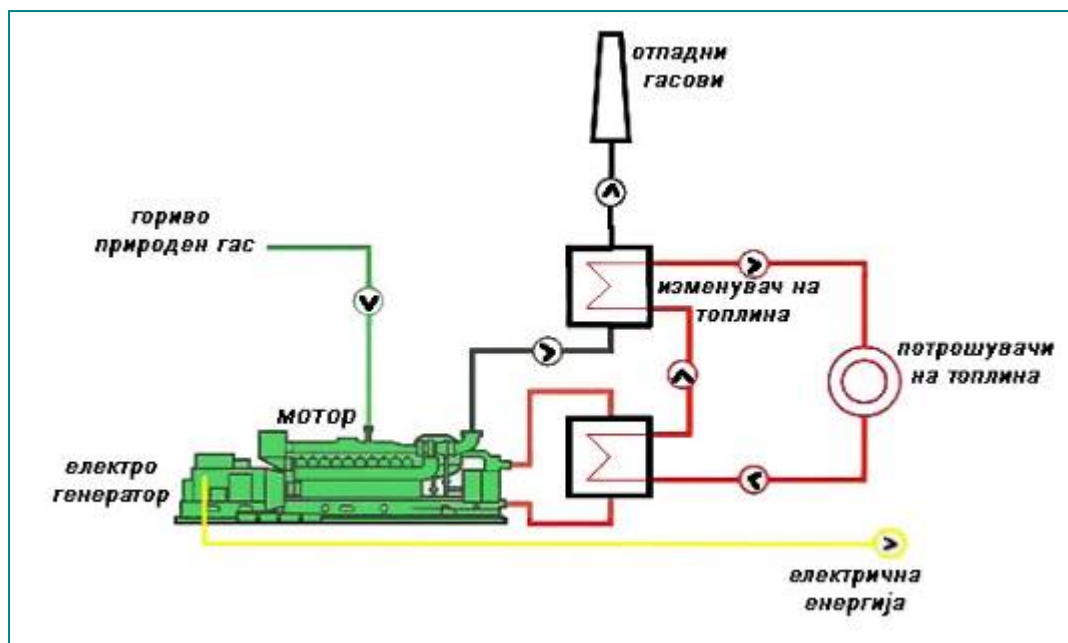 отпадни
гасови
гориво
природен гас
изменувач на
топлина
потрошувачи
на топлина
мотор
електро
генератор
електрична
енергија